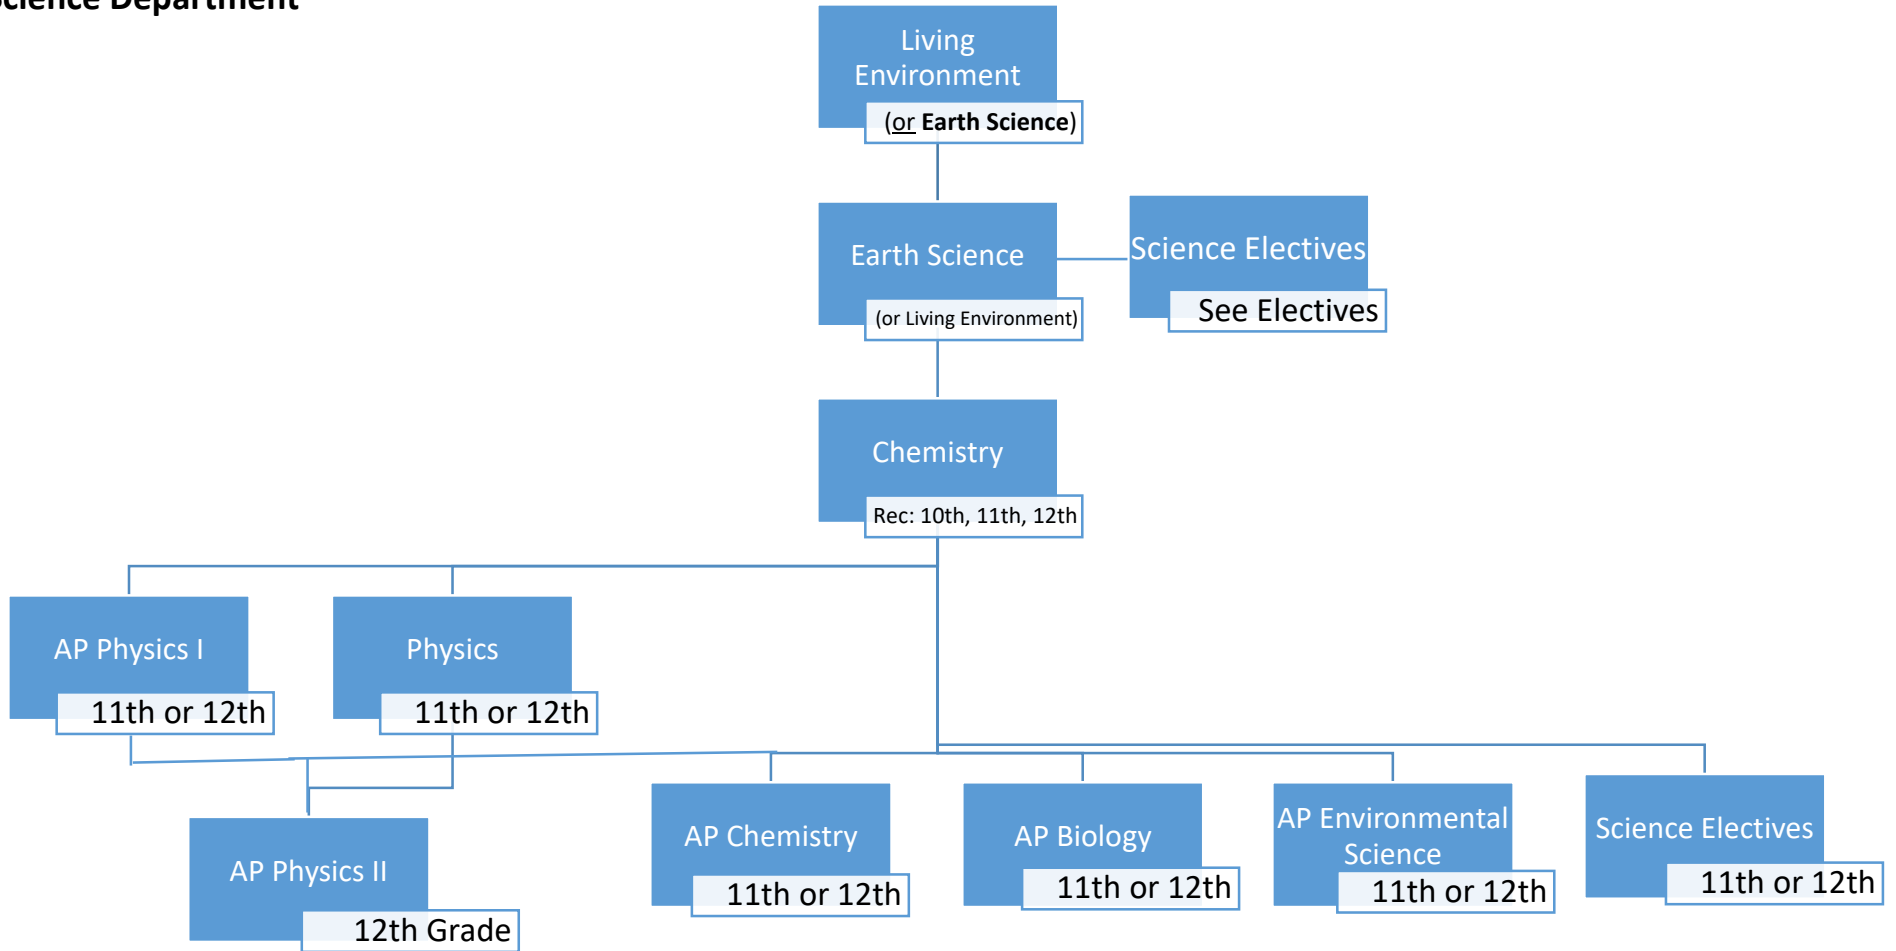 Science Department
Living
Environment
(or Earth Science)
Earth Science
(or Living Environment)
Science Electives
See Electives
Chemistry
Rec: 10th, 11th, 12th
AP Physics I
11th or 12th
Physics
11th or 12th
AP Physics II
12th Grade
AP Chemistry
11th or 12th
AP Biology
11th or 12th
AP Environmental
Science
11th or 12th
Science Electives
11th or 12th